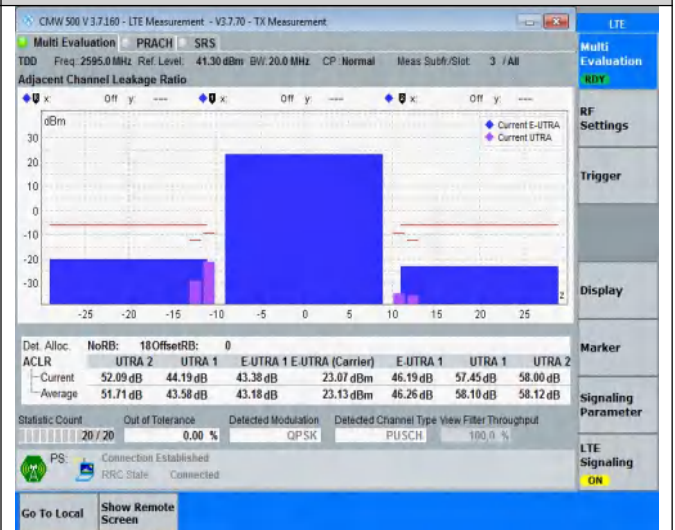 CMW 500 V 3.7.160 - LTE Measurement - V3.7.70 - TX Measurement
LTE
Multi Evaluation PRACH SRS
Multi Evaluation
RDY
TDD Freq: 2595.0 MHz Ref. Level: 41.30 dBm BW: 20.0 MHz CP: Normal Meas Subfr./Slot: 3 / All
Adjacent Channel Leakage Ratio
x: Off y: --- x: Off y: --- x: Off y: ---
dBm
Current E-UTRA
Current UTRA
30
20
10
0
-10
-20
-30
-25 -20 -15 -10 -5 0 5 10 15 20 25
z
RF Settings
Trigger
Display
Marker
Signaling Parameter
LTE Signaling
ON
Det. Alloc. NoRB: 18 OffsetRB: 0
ACLR UTRA 2 UTRA 1 E-UTRA 1 E-UTRA (Carrier) E-UTRA 1 UTRA 1 UTRA 2
Current 52.09 dB 44.19 dB 43.38 dB 23.07 dBm 46.19 dB 57.45 dB 58.00 dB
Average 51.71 dB 43.58 dB 43.18 dB 23.13 dBm 46.26 dB 58.10 dB 58.12 dB
Statistic Count Out of Tolerance Detected Modulation Detected Channel Type View Filter Throughput
20 / 20 0.00 % QPSK PUSCH 100.0 %
PS: Connection Established
RRC State Connected
Go To Local
Show Remote Screen